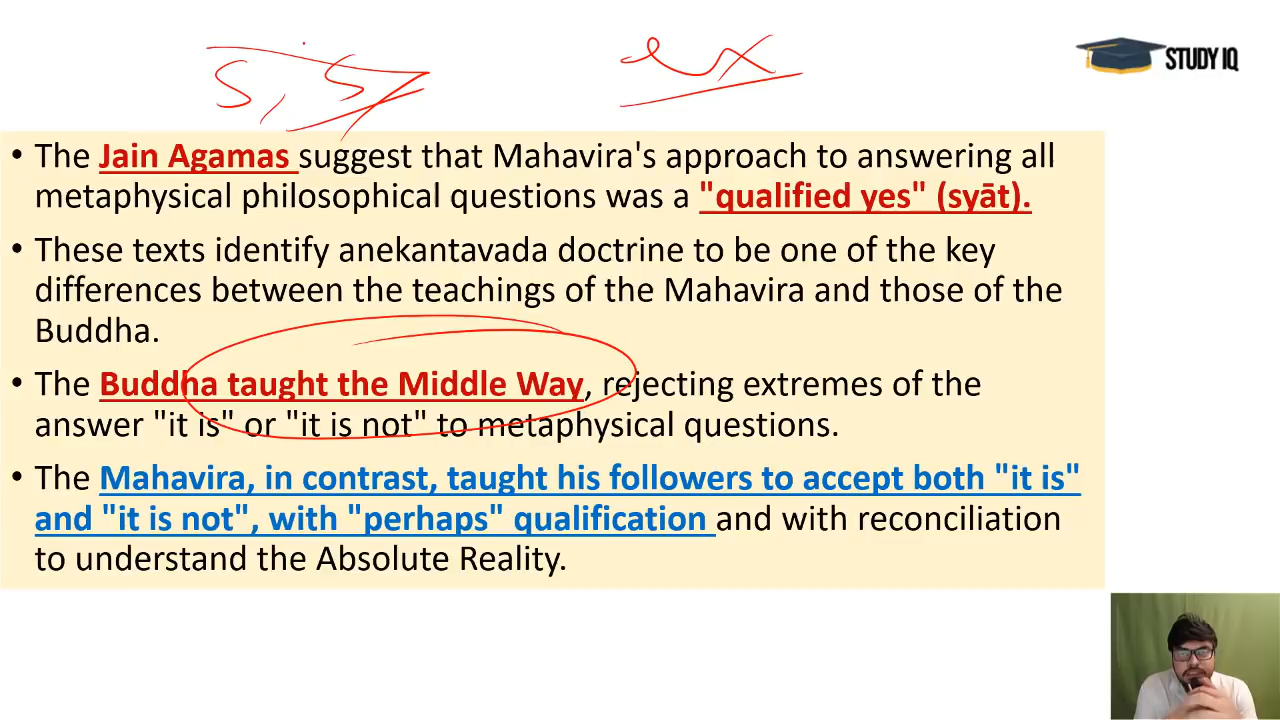 ex
STUDY IQ
• The Jain Agamas suggest that Mahavira's approach to answering all
metaphysical philosophical questions was a "qualified yes" (syāt).
• These texts identify anekantavada doctrine to be one of the key
differences between the teachings of the Mahavira and those of the
Buddha.
• The Buddha taught the Middle Way, rejecting extremes of the
answer "it is" or "it is not" to metaphysical questions.
• The Mahavira, in contrast, taught his followers to accept both "it is"
and "it is not", with "perhaps" qualification and with reconciliation
to understand the Absolute Reality.